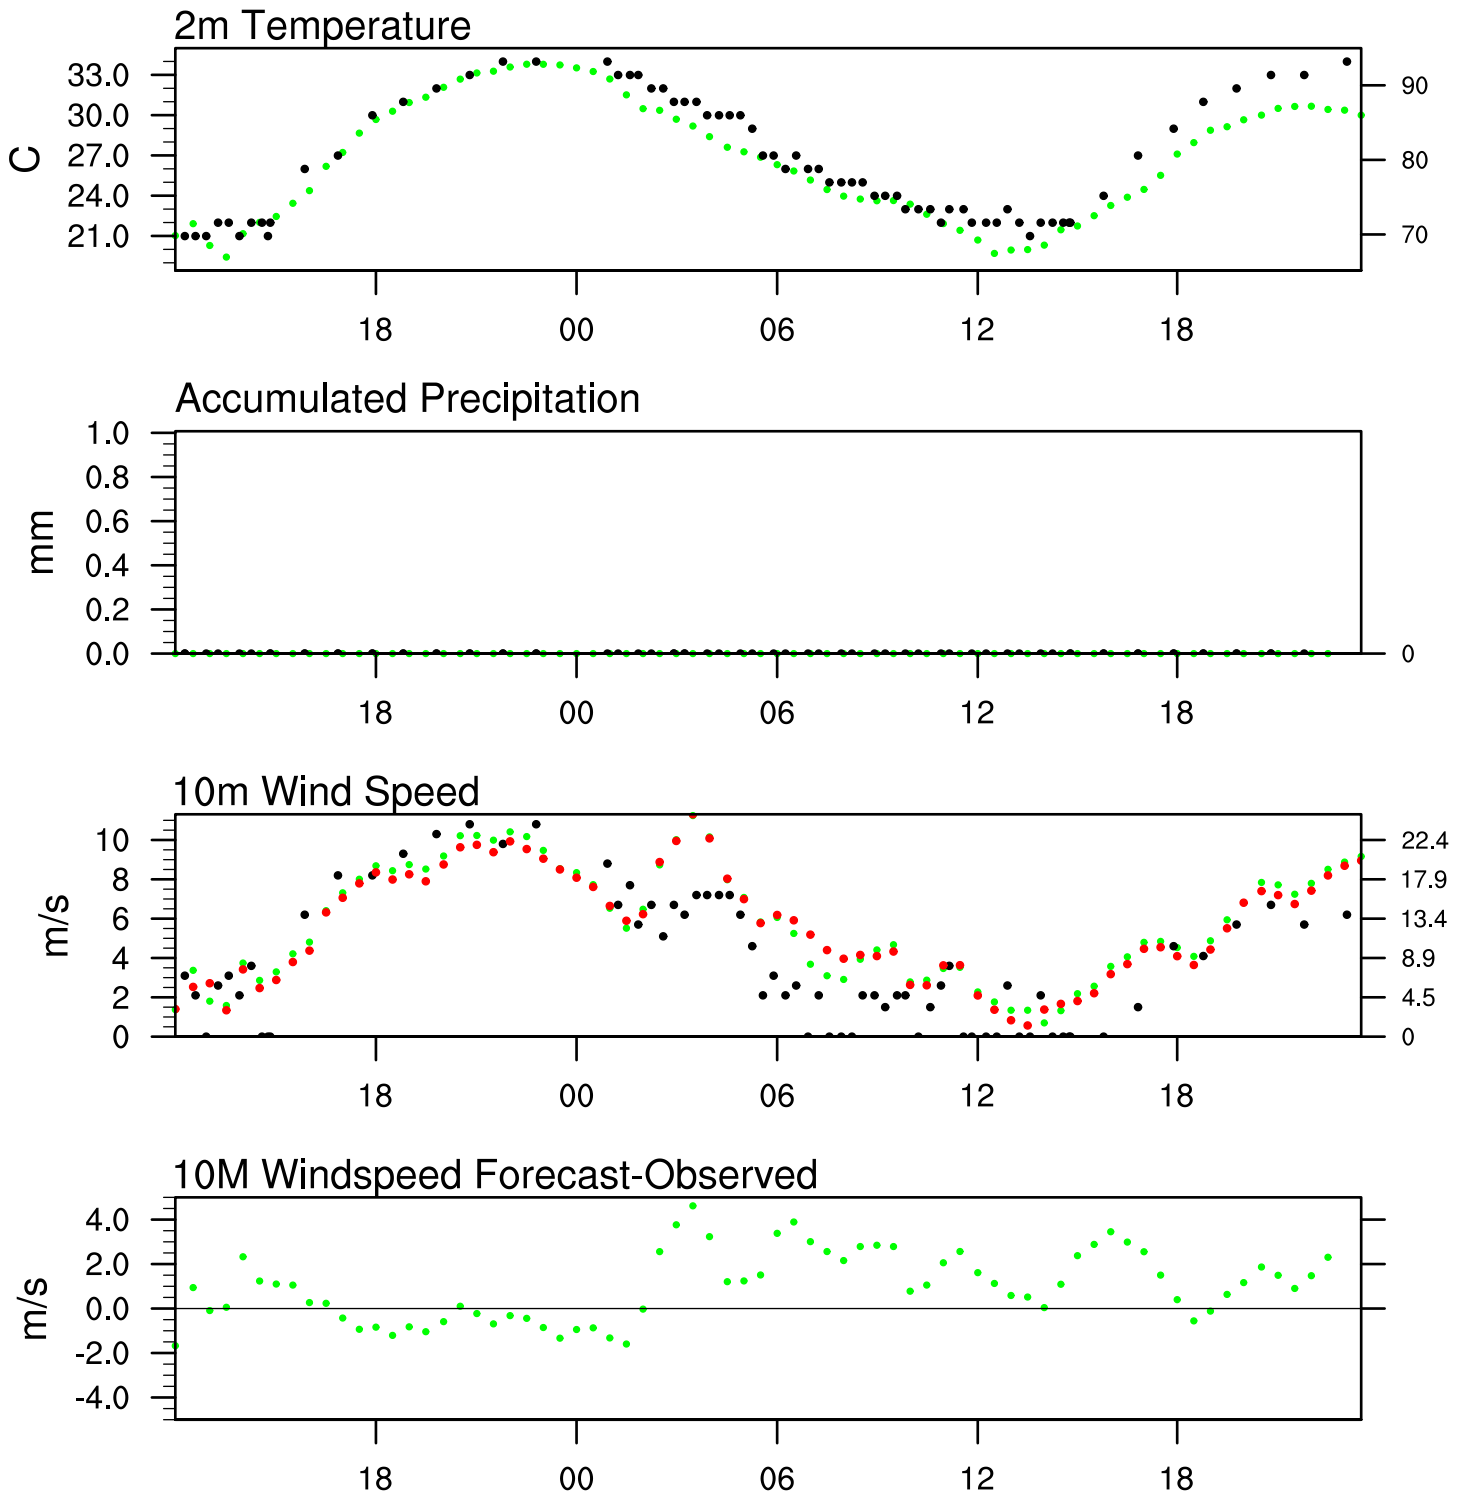 2m Temperature
33.0
30.0
27.0
24.0
21.0
C
90
80
70
18 00 06 12 18
Accumulated Precipitation
1.0
0.8
0.6
0.4
0.2
0.0
mm
0
18 00 06 12 18
10m Wind Speed
10
8
6
4
2
0
m/s
22.4
17.9
13.4
8.9
4.5
0
18 00 06 12 18
10M Windspeed Forecast-Observed
4.0
2.0
0.0
-2.0
-4.0
m/s
18 00 06 12 18